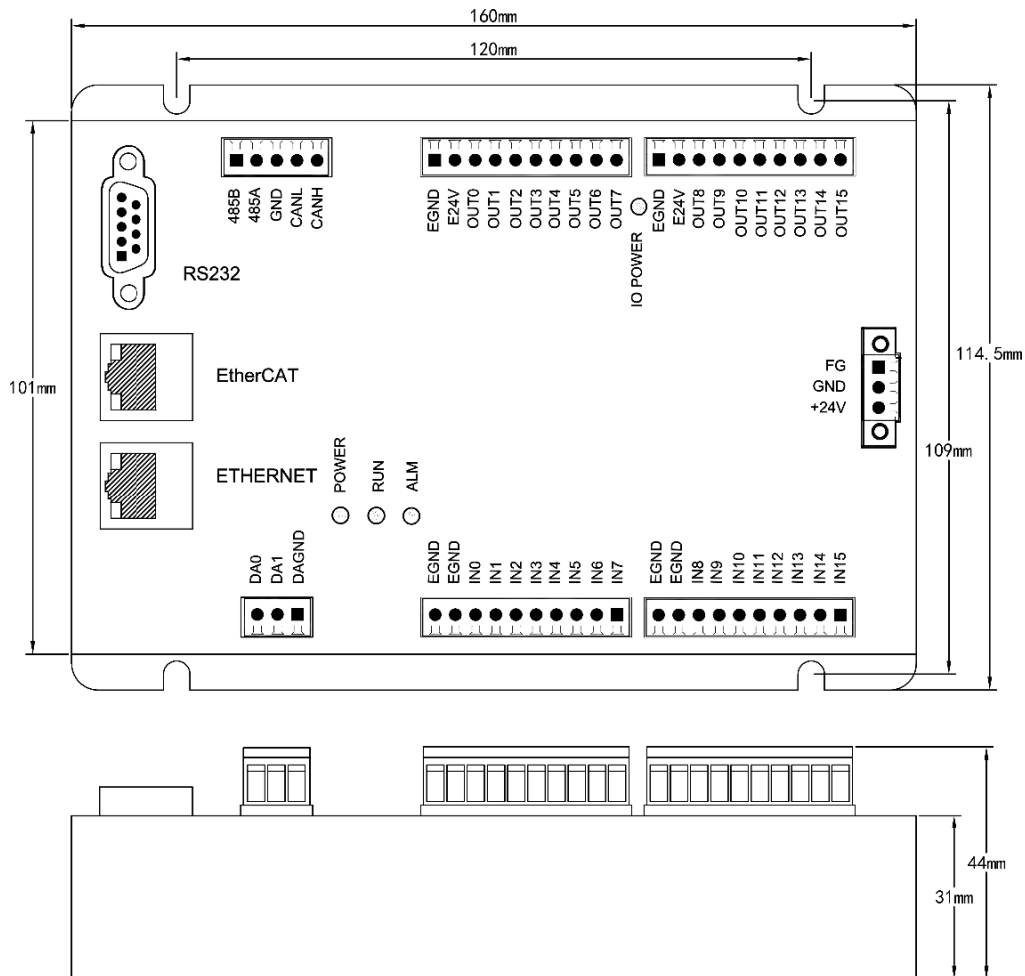 160mm
120mm
485B
485A
GND
CANL
CANH
EGND
E24V
OUT0
OUT1
OUT2
OUT3
OUT4
OUT5
OUT6
OUT7
IO POWER
EGND
E24V
OUT8
OUT9
OUT10
OUT11
OUT12
OUT13
OUT14
OUT15
RS232
EtherCAT
ETHERNET
101mm
FG
GND
+24V
114.5mm
109mm
POWER
RUN
ALM
DA0
DA1
DAGND
EGND
EGND
IN0
IN1
IN2
IN3
IN4
IN5
IN6
IN7
EGND
EGND
IN8
IN9
IN10
IN11
IN12
IN13
IN14
IN15
44mm
31mm